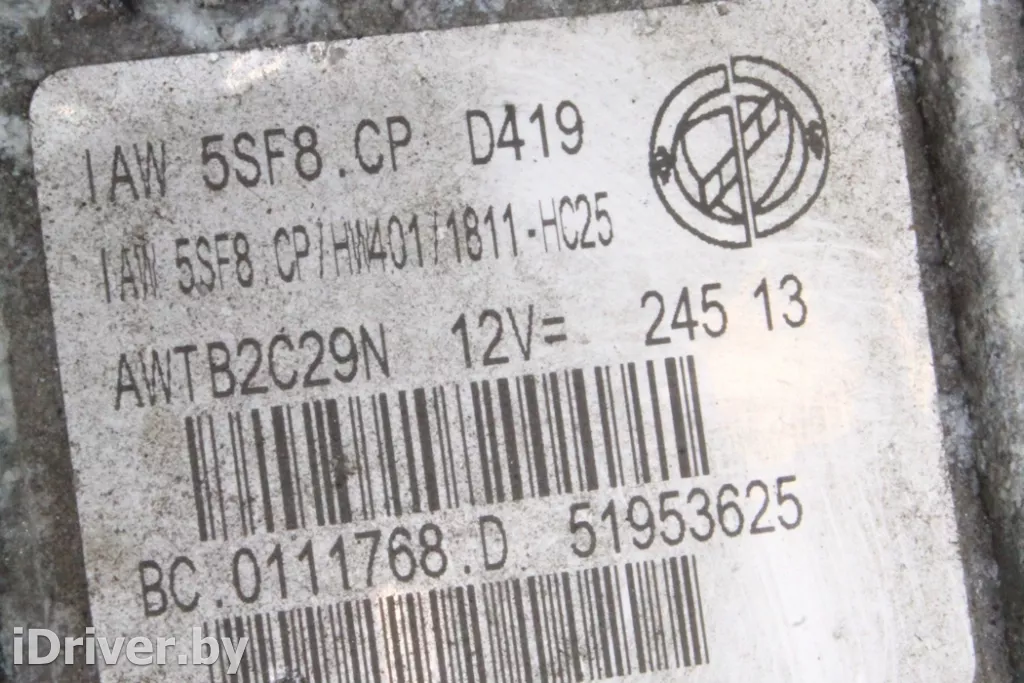 IAW 5SF8.CP D419
IAW 5SF8.CP/HW401/1811-HC25
AWTB2C29N 12V= 245 13
BC.0111768.D 51953625
iDriver.by